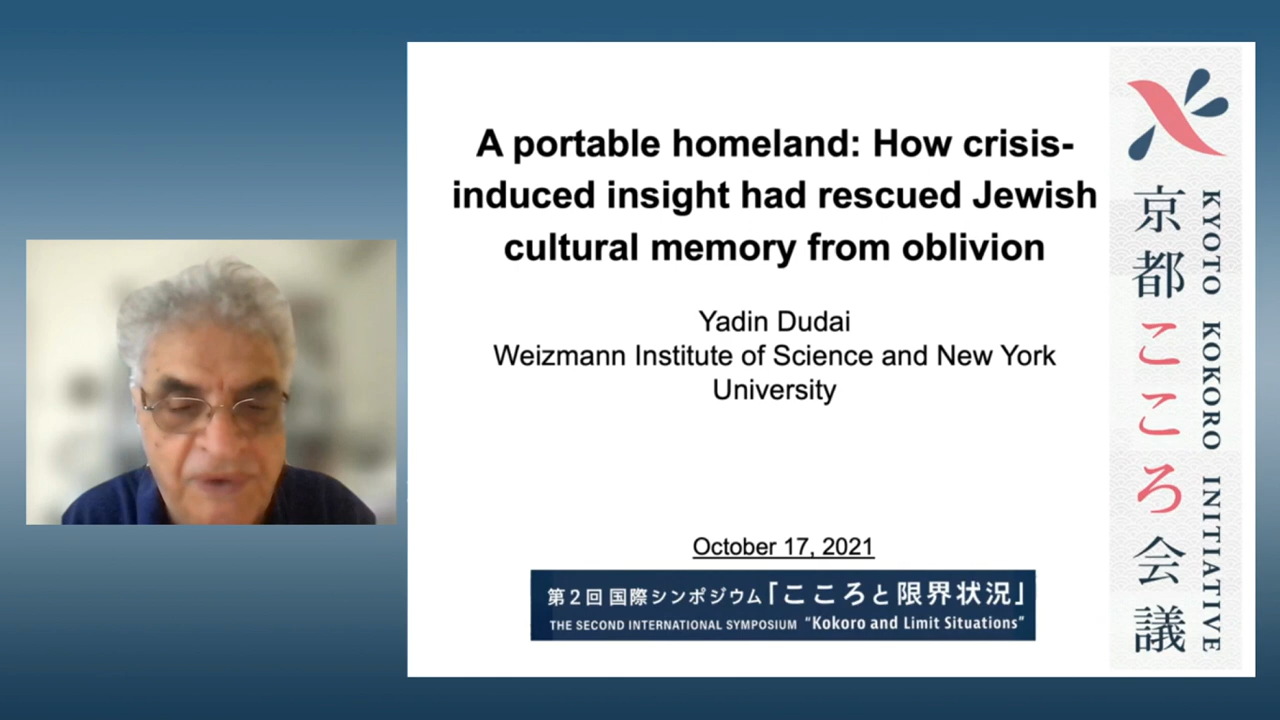 A portable homeland: How crisis-
induced insight had rescued Jewish
cultural memory from oblivion
Yadin Dudai
Weizmann Institute of Science and New York
University
October 17, 2021
第2回 国際シンポジウム「こころと限界状況」
THE SECOND INTERNATIONAL SYMPOSIUM "Kokoro and Limit Situations"
京都こころ会議
KYOTO KOKORO INITIATIVE